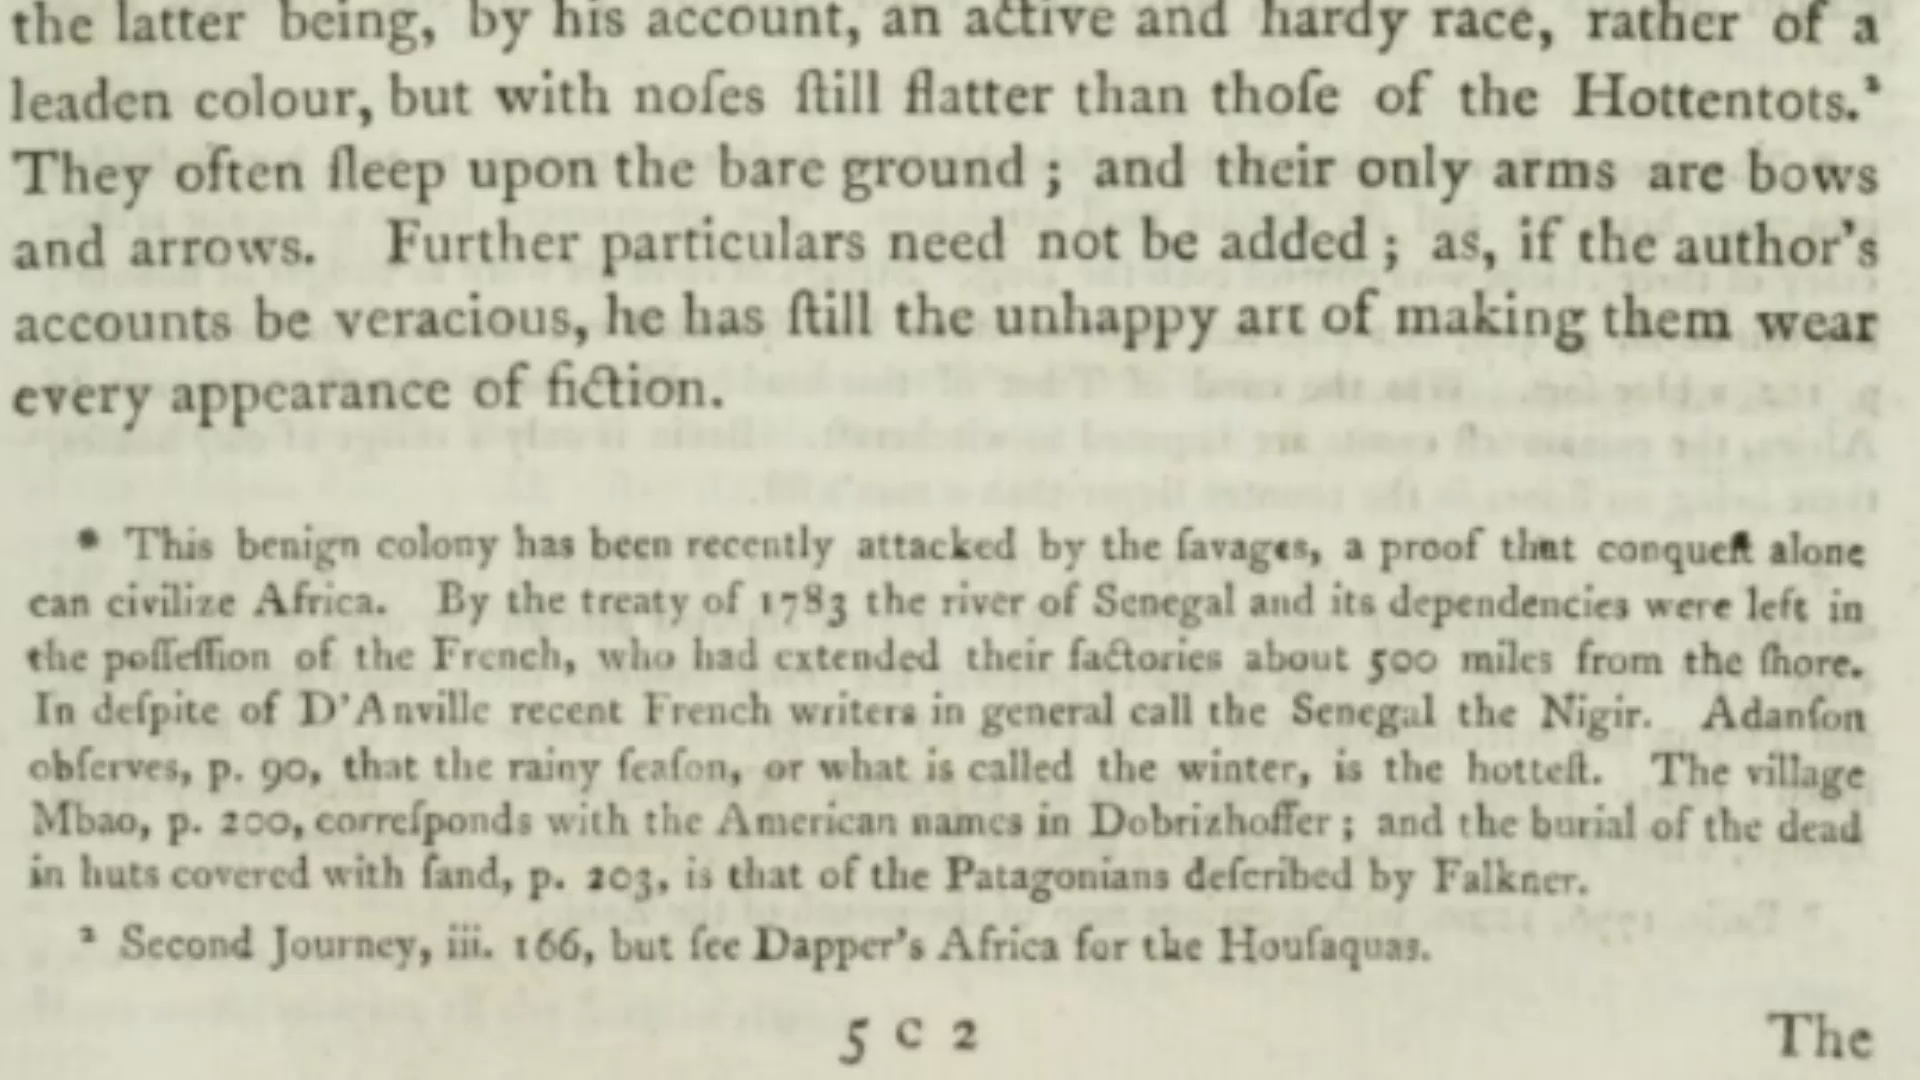 the latter being, by his account, an active and hardy race, rather of a
leaden colour, but with noſes ſtill flatter than thoſe of the Hottentots.²
They often ſleep upon the bare ground ; and their only arms are bows
and arrows. Further particulars need not be added ; as, if the author's
accounts be veracious, he has ſtill the unhappy art of making them wear
every appearance of fiction.
* This benign colony has been recently attacked by the ſavages, a proof that conqueſt alone
can civilize Africa. By the treaty of 1783 the river of Senegal and its dependencies were left in
the poſſeſſion of the French, who had extended their factories about 500 miles from the ſhore.
In deſpite of D'Anville recent French writers in general call the Senegal the Nigir. Adanſon
obſerves, p. 90, that the rainy ſeaſon, or what is called the winter, is the hotteſt. The village
Mbao, p. 200, correſponds with the American names in Dobrizhoffer ; and the burial of the dead
in huts covered with ſand, p. 203, is that of the Patagonians deſcribed by Falkner.
² Second Journey, iii. 166, but ſee Dapper's Africa for the Houſaquas.
5 C 2
The